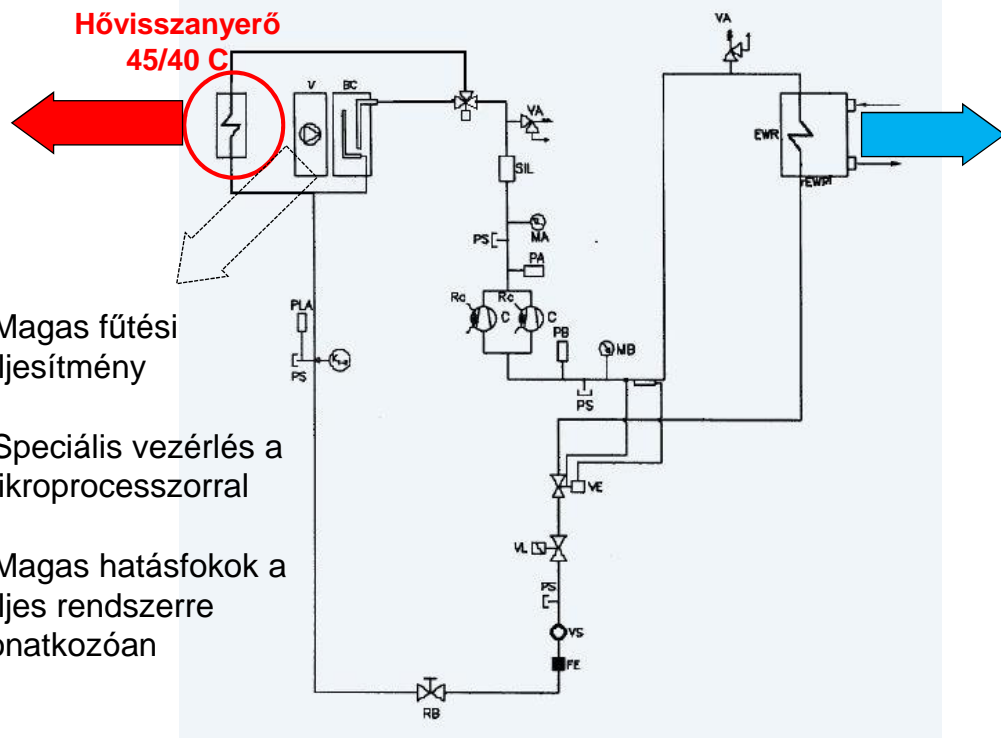 Hővisszanyerő
45/40 C
V
BC
VA
VA
EWR
rEWRI
SIL
PS
MA
PA
Rc
Rc
C
C
PLA
PS
PB
MB
PS
Magas fűtési
ljesítmény
Speciális vezérlés a
ikroprocesszorral
VE
VL
PS
Magas hatásfokok a
ljes rendszerre
onatkozóan
VS
FE
RB